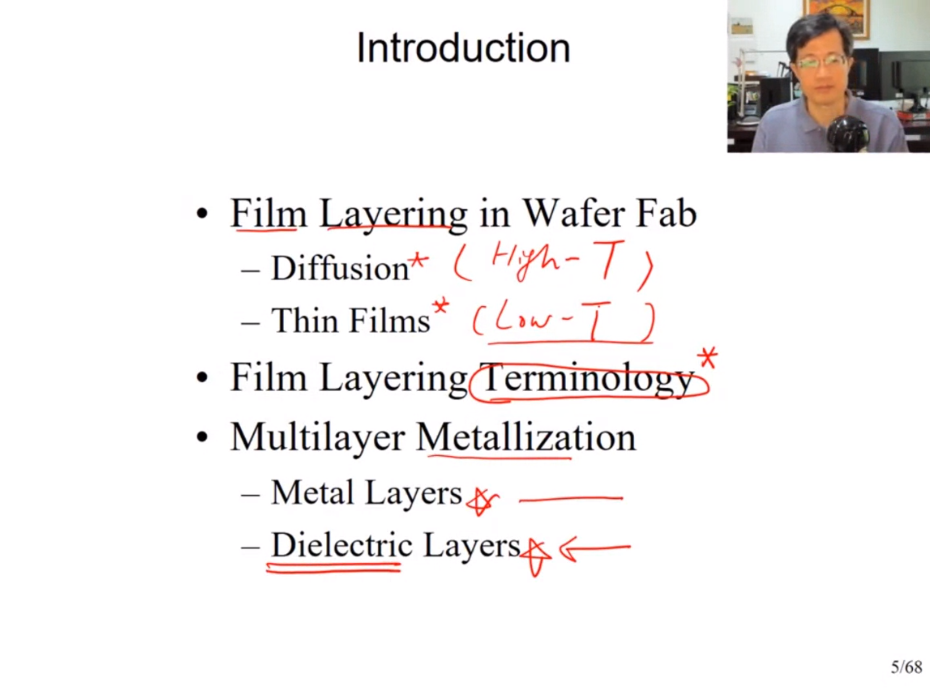 Introduction
• Film Layering in Wafer Fab
– Diffusion* (High-T)
– Thin Films* (Low-T)
• Film Layering Terminology*
• Multilayer Metallization
– Metal Layers
– Dielectric Layers
5/68